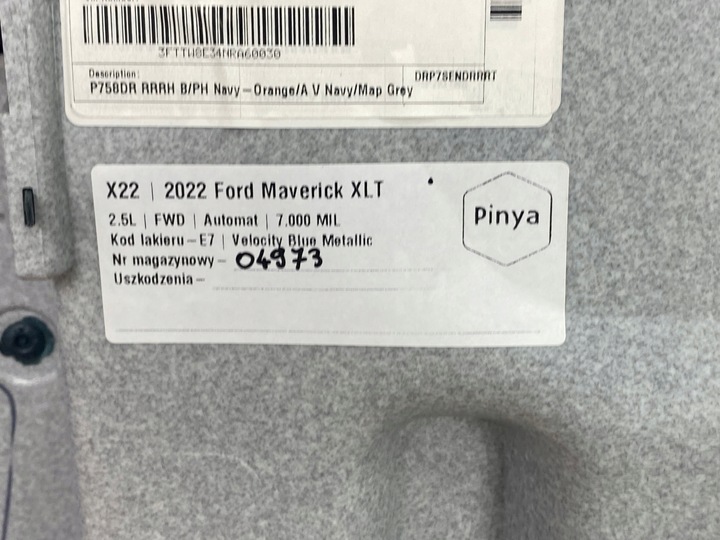 3FTTW8E34NRA60030
Description:
DRP78ENDRRRT
P758DR RRRH B/PH Navy-Orange/A V Navy/Map Grey
X22 | 2022 Ford Maverick XLT
2.5L | FWD | Automat | 7.000 MIL
Kod lakieru-E7 | Velocity Blue Metallic
Nr magazynowy- 04973
Uszkodzenia-
Pinya